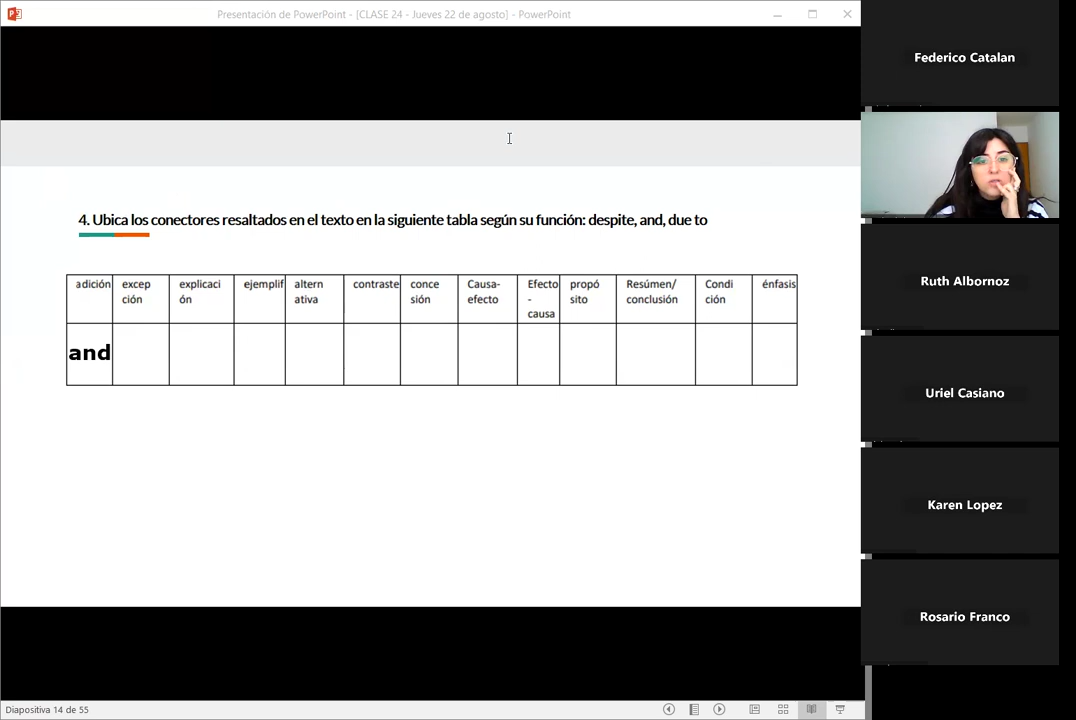 Presentación de PowerPoint - [CLASE 24 - Jueves 22 de agosto] - PowerPoint
4. Ubica los conectores resaltados en el texto en la siguiente tabla según su función: despite, and, due to
adición
excep
ción
explicaci
ón
ejemplif
altern
ativa
contraste
conce
sión
Causa-
efecto
Efecto
-
causa
propó
sito
Resúmen/
conclusión
Condi
ción
énfasis
and
Diapositiva 14 de 55
Federico Catalan
Ruth Albornoz
Uriel Casiano
Karen Lopez
Rosario Franco